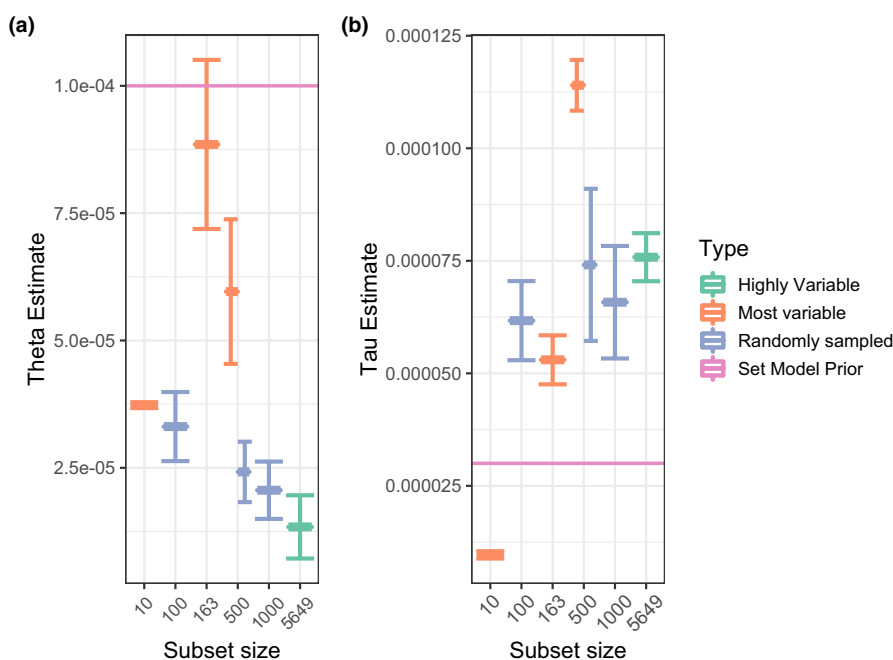 (a)
Theta Estimate
1.0e-04
7.5e-05
5.0e-05
2.5e-05
10
100
163
500
1000
5649
Subset size
(b)
Tau Estimate
0.000125
0.000100
0.000075
0.000050
0.000025
10
100
163
500
1000
5649
Subset size
Type
Highly Variable
Most variable
Randomly sampled
Set Model Prior